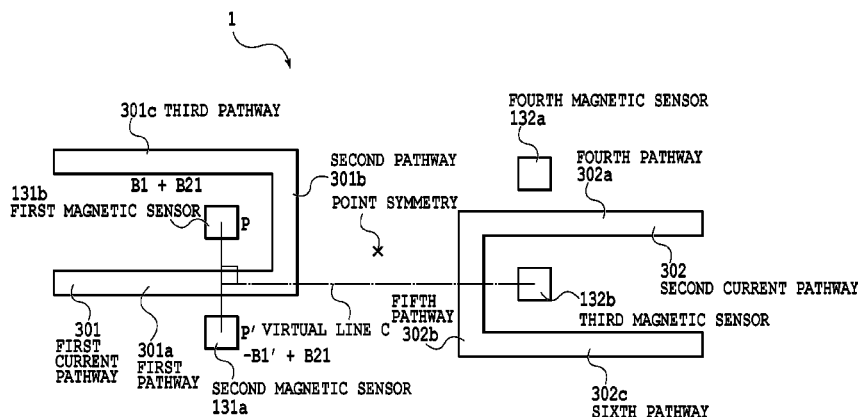 1
301c THIRD PATHWAY
FOURTH MAGNETIC SENSOR
132a
131b
FIRST MAGNETIC SENSOR
B1 + B21
P
SECOND PATHWAY
301b
POINT SYMMETRY
×
FOURTH PATHWAY
302a
302
SECOND CURRENT PATHWAY
301
FIRST
CURRENT
PATHWAY
301a
FIRST
PATHWAY
P' VIRTUAL LINE C
-B1' + B21
SECOND MAGNETIC SENSOR
131a
FIFTH
PATHWAY
302b
132b
THIRD MAGNETIC SENSOR
302c
SIXTH PATHWAY